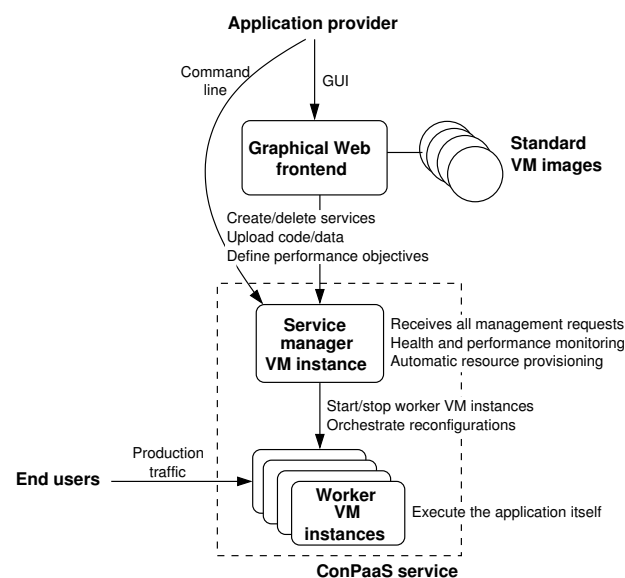 Application provider
Command
line
GUI
Graphical Web
frontend
Standard
VM images
Create/delete services
Upload code/data
Define performance objectives
Service
manager
VM instance
Receives all management requests
Health and performance monitoring
Automatic resource provisioning
Start/stop worker VM instances
Orchestrate reconfigurations
Production
traffic
End users
Worker
VM
instances
Execute the application itself
ConPaaS service